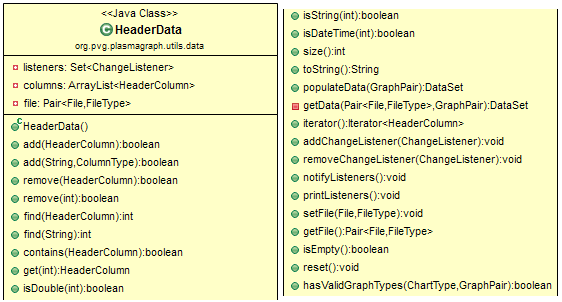 <<Java Class>>
HeaderData
org.pvg.plasmagraph.utils.data
listeners: Set<ChangeListener>
columns: ArrayList<HeaderColumn>
file: Pair<File,FileType>
HeaderData()
add(HeaderColumn):boolean
add(String,ColumnType):boolean
remove(HeaderColumn):boolean
remove(int):boolean
find(HeaderColumn):int
find(String):int
contains(HeaderColumn):boolean
get(int):HeaderColumn
isDouble(int):boolean
isString(int):boolean
isDateTime(int):boolean
size():int
toString():String
populateData(GraphPair):DataSet
getData(Pair<File,FileType>,GraphPair):DataSet
iterator():Iterator<HeaderColumn>
addChangeListener(ChangeListener):void
removeChangeListener(ChangeListener):void
notifyListeners():void
printListeners():void
setFile(File,FileType):void
getFile():Pair<File,FileType>
isEmpty():boolean
reset():void
hasValidGraphTypes(ChartType,GraphPair):boolean